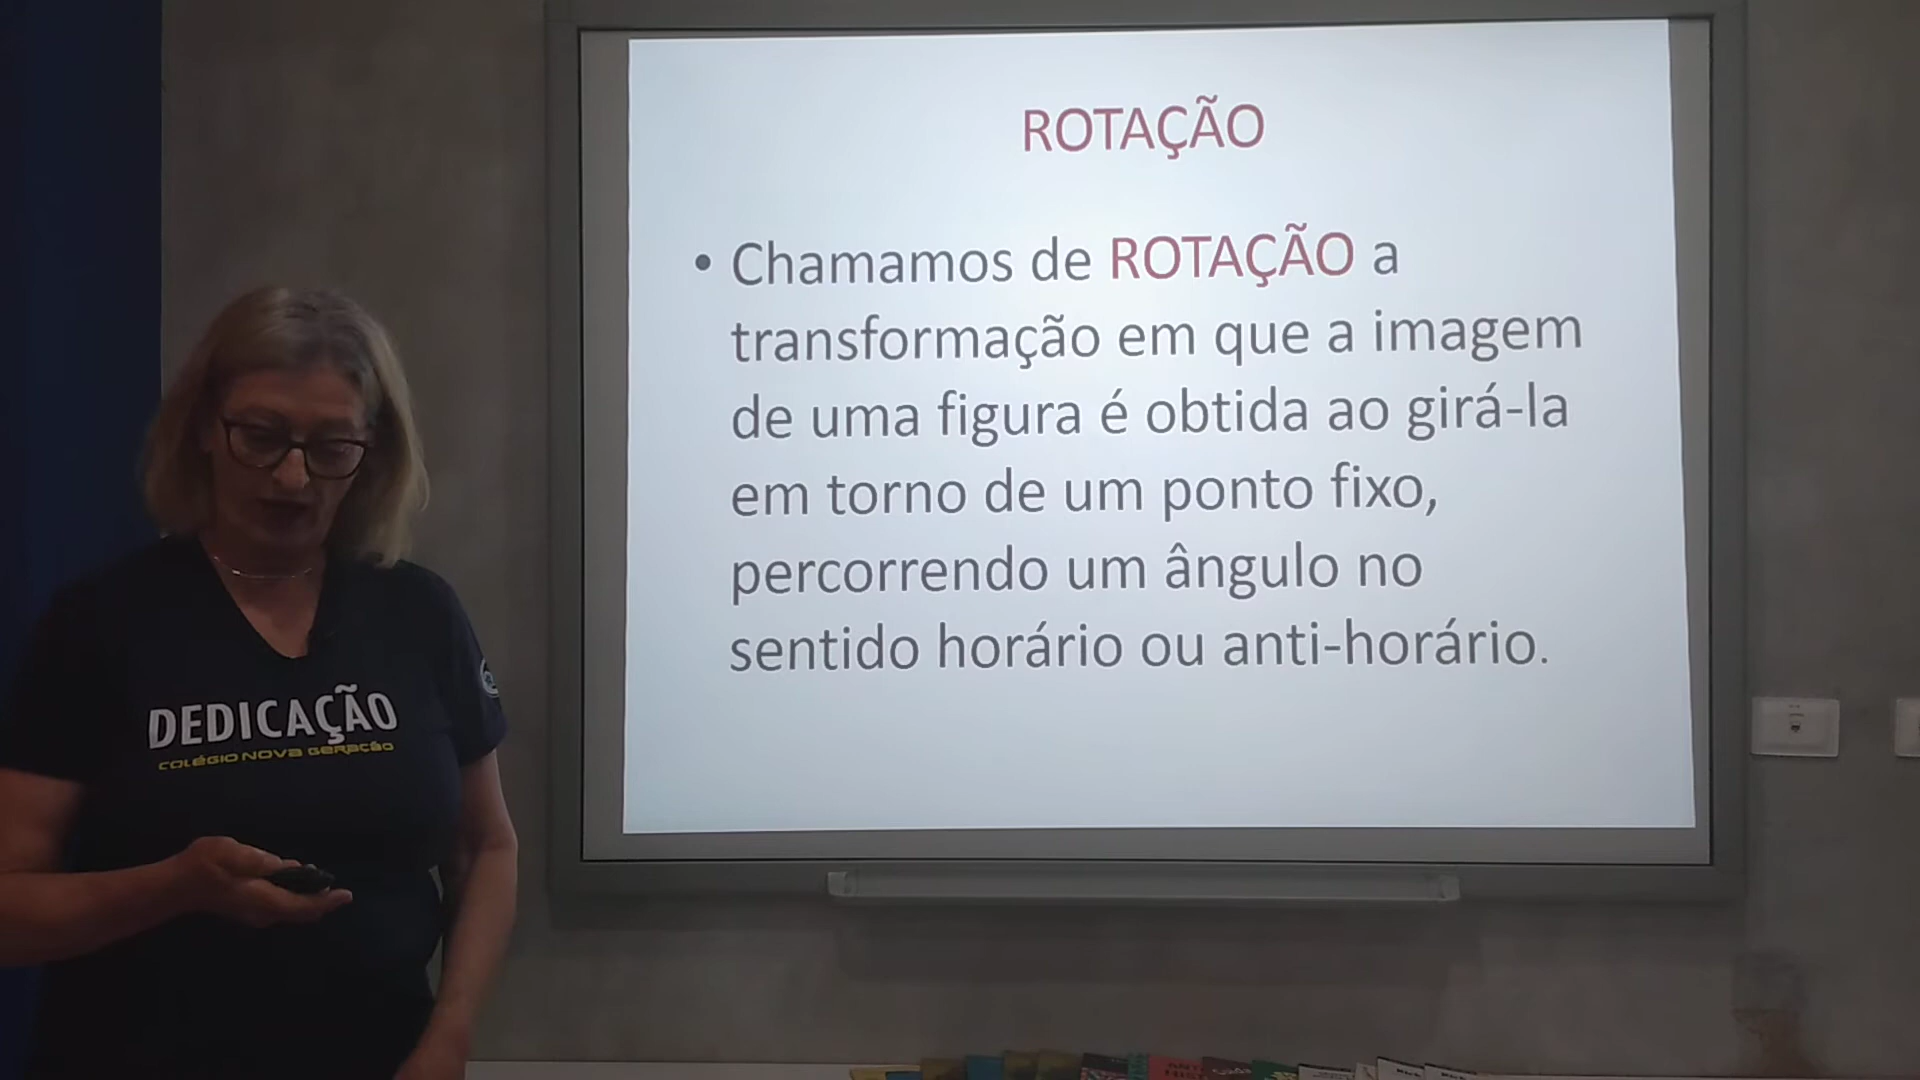 ROTAÇÃO
• Chamamos de ROTAÇÃO a
transformação em que a imagem
de uma figura é obtida ao girá-la
em torno de um ponto fixo,
percorrendo um ângulo no
sentido horário ou anti-horário.
DEDICAÇÃO
COLÉGIO NOVA GERAÇÃO